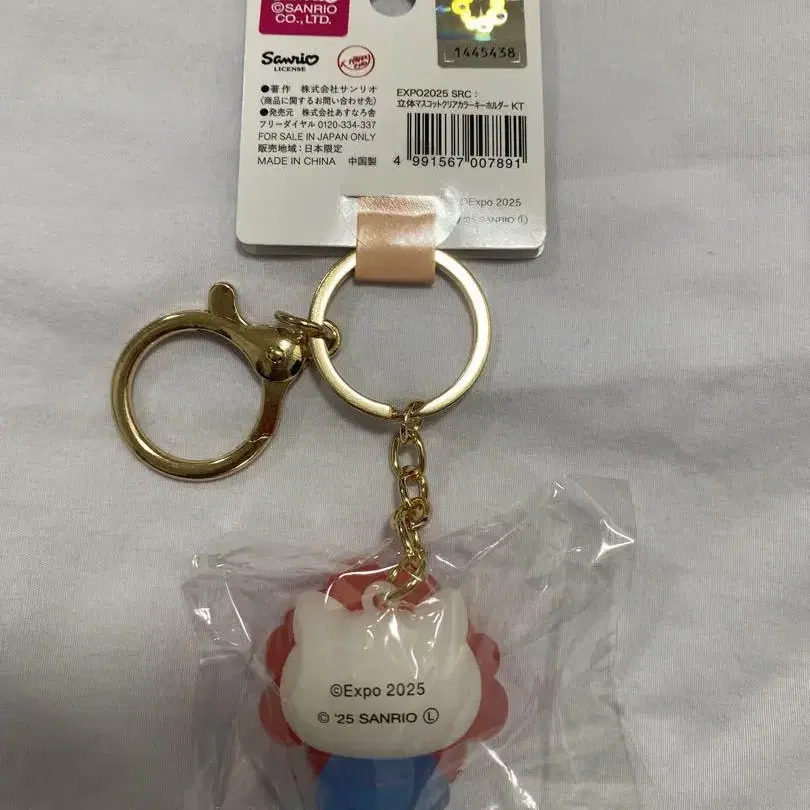 ©SANRIO
CO., LTD.
1445438
Sanrio
LICENSE
●著作 株式会社サンリオ
(商品に関するお問い合わせ先)
●発売元 株式会社あすなろ舎
フリーダイヤル 0120-334-337
FOR SALE IN JAPAN ONLY
販売地域:日本限定
MADE IN CHINA 中国製
EXPO2025 SRC:
立体マスコットクリアカラーキーホルダー KT
4 991567 007891
©Expo 2025
'25 SANRIO Ⓛ
©Expo 2025
© '25 SANRIO Ⓛ